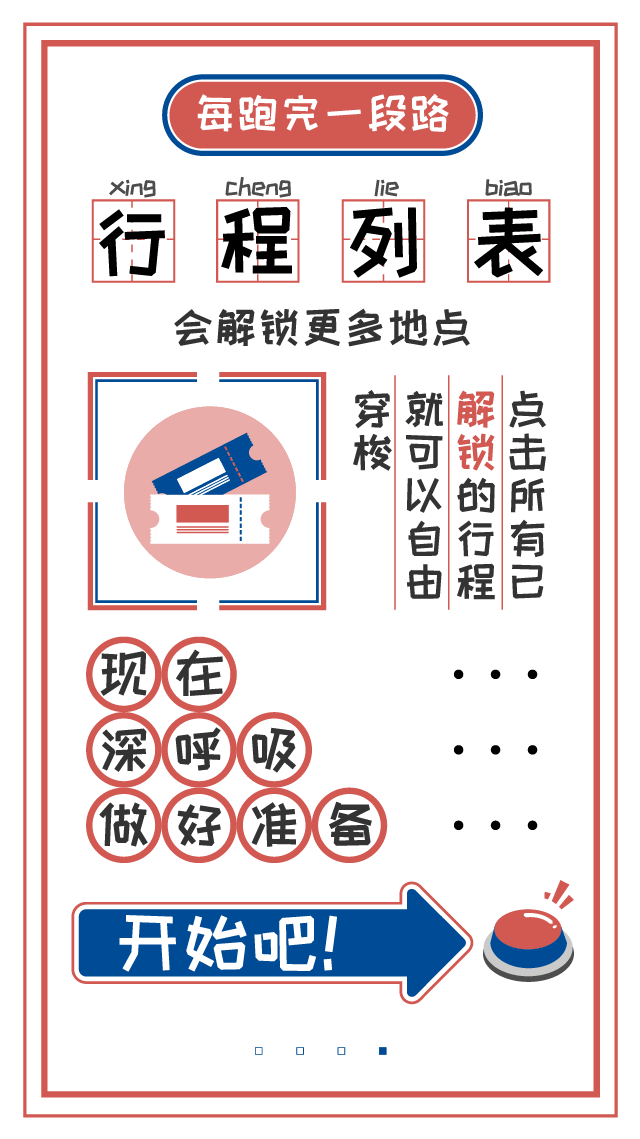 每跑完一段路
xing cheng lie biao
行程列表
会解锁更多地点
点击所有已
解锁的行程
就可以自由
穿梭
现在...
深呼吸...
做好准备...
开始吧!